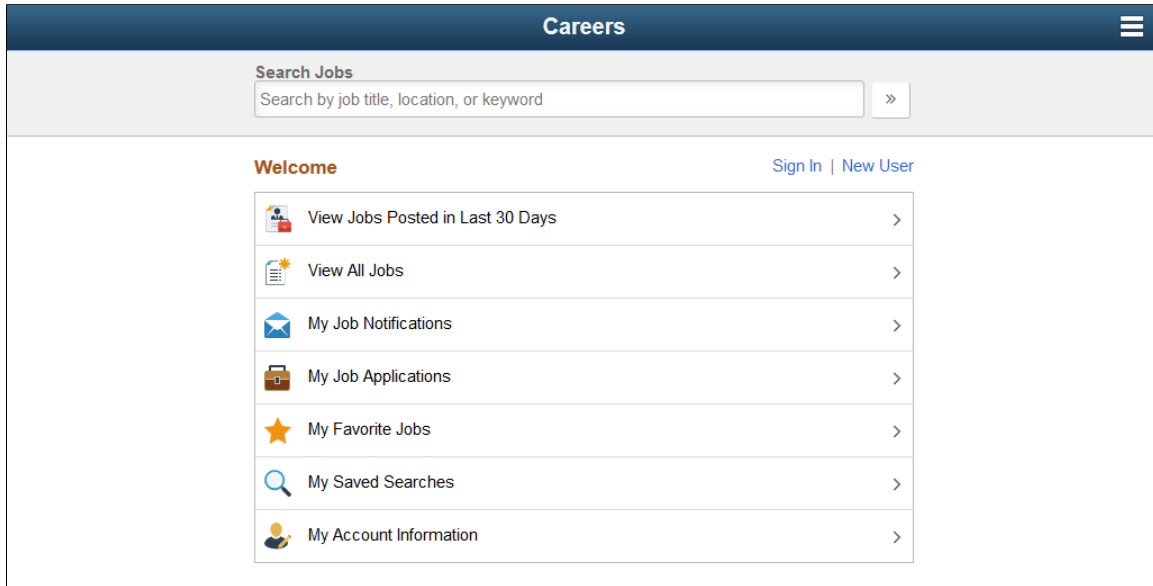 Careers
Search Jobs
Search by job title, location, or keyword
»
Welcome
Sign In | New User
View Jobs Posted in Last 30 Days
View All Jobs
My Job Notifications
My Job Applications
My Favorite Jobs
My Saved Searches
My Account Information